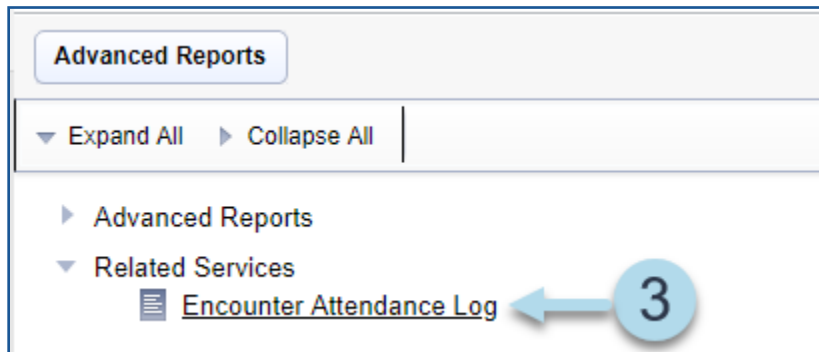 Advanced Reports
Expand All Collapse All
Advanced Reports
Related Services
Encounter Attendance Log 3